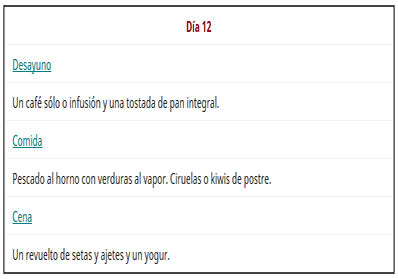 Día 12
Desayuno
Un café sólo o infusión y una tostada de pan integral.
Comida
Pescado al horno con verduras al vapor. Ciruelas o kiwis de postre.
Cena
Un revuelto de setas y ajetes y un yogur.